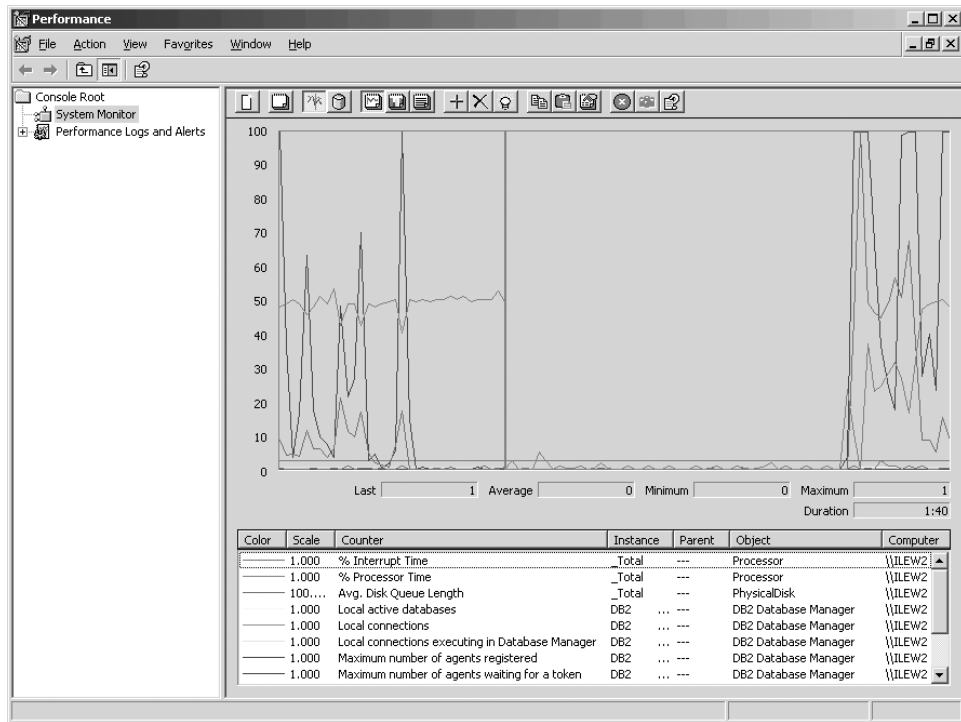 Performance
File Action View Favorites Window Help
Console Root
System Monitor
Performance Logs and Alerts
100
90
80
70
60
50
40
30
20
10
0
Last 1 Average 0 Minimum 0 Maximum 1
Duration 1:40
Color Scale Counter Instance Parent Object Computer
1.000 % Interrupt Time _Total --- Processor \\ILEW2
1.000 % Processor Time _Total --- Processor \\ILEW2
100.... Avg. Disk Queue Length _Total --- PhysicalDisk \\ILEW2
1.000 Local active databases DB2 ... --- DB2 Database Manager \\ILEW2
1.000 Local connections DB2 ... --- DB2 Database Manager \\ILEW2
1.000 Local connections executing in Database Manager DB2 ... --- DB2 Database Manager \\ILEW2
1.000 Maximum number of agents registered DB2 ... --- DB2 Database Manager \\ILEW2
1.000 Maximum number of agents waiting for a token DB2 ... --- DB2 Database Manager \\ILEW2